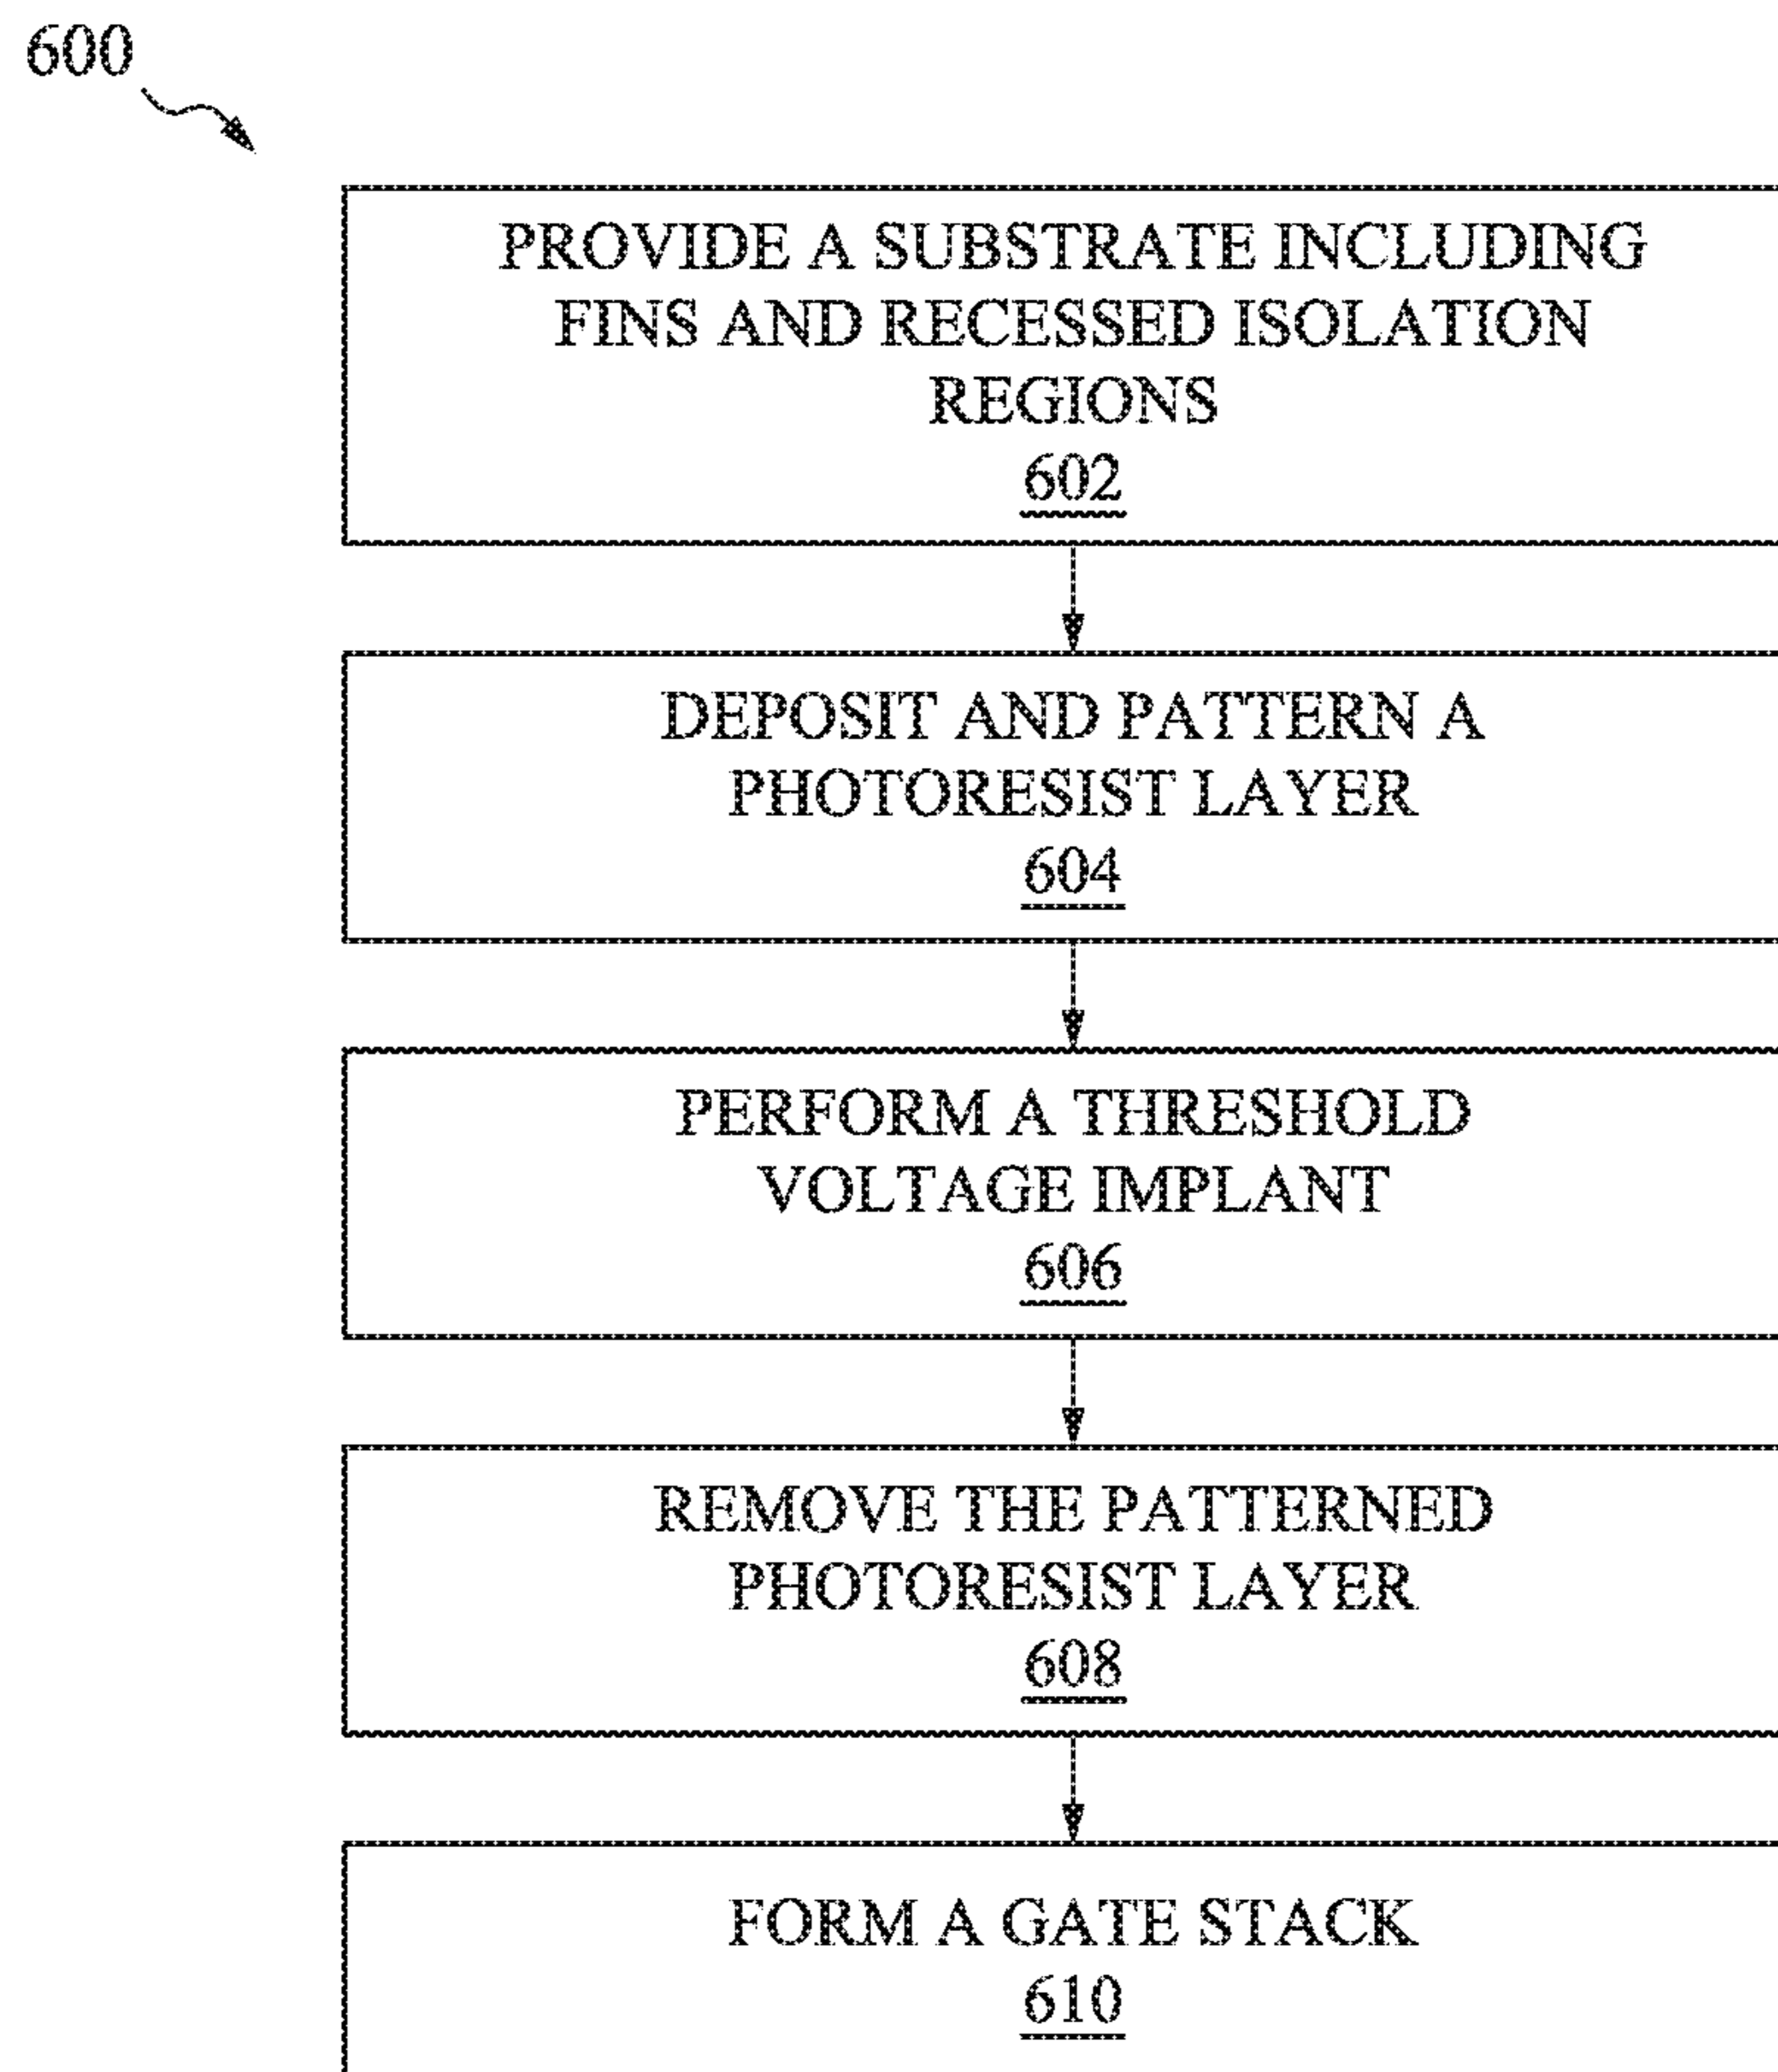 600
PROVIDE A SUBSTRATE INCLUDING
FINS AND RECESSED ISOLATION
REGIONS
602
DEPOSIT AND PATTERN A
PHOTORESIST LAYER
604
PERFORM A THRESHOLD
VOLTAGE IMPLANT
606
REMOVE THE PATTERNED
PHOTORESIST LAYER
608
FORM A GATE STACK
610